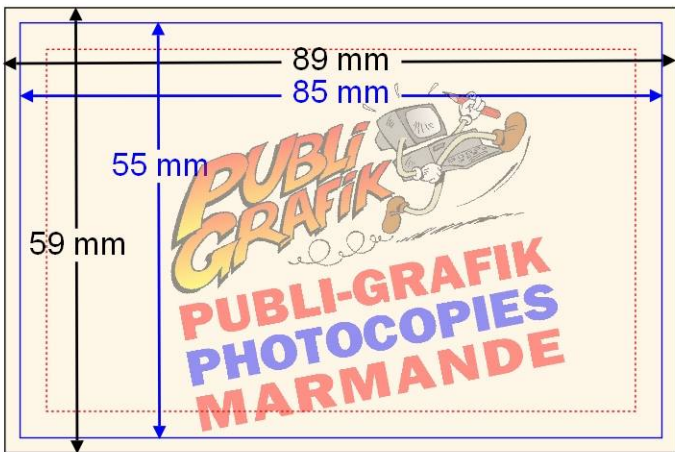 89 mm
85 mm
55 mm
59 mm
PUBLI
GRAFIK
PUBLI-GRAFIK
PHOTOCOPIES
MARMANDE